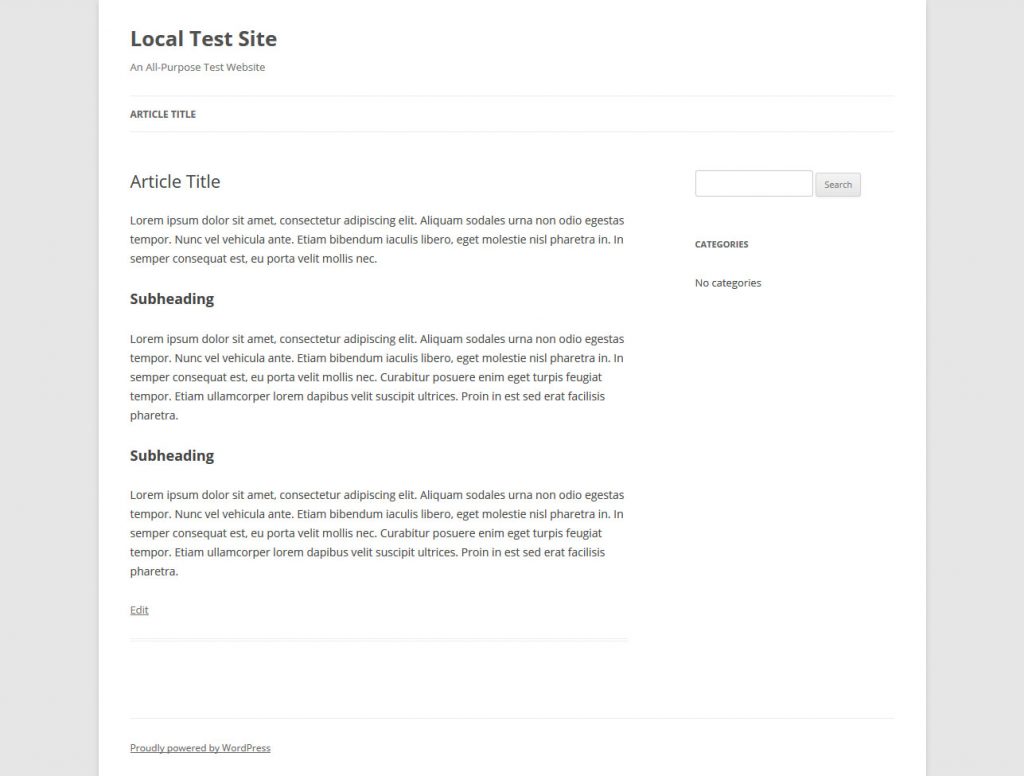 Local Test Site
An All-Purpose Test Website
ARTICLE TITLE
Article Title
Lorem ipsum dolor sit amet, consectetur adipiscing elit. Aliquam sodales urna non odio egestas
tempor. Nunc vel vehicula ante. Etiam bibendum iaculis libero, eget molestie nisl pharetra in. In
semper consequat est, eu porta velit mollis nec.
Subheading
Lorem ipsum dolor sit amet, consectetur adipiscing elit. Aliquam sodales urna non odio egestas
tempor. Nunc vel vehicula ante. Etiam bibendum iaculis libero, eget molestie nisl pharetra in. In
semper consequat est, eu porta velit mollis nec. Curabitur posuere enim eget turpis feugiat
tempor. Etiam ullamcorper lorem dapibus velit suscipit ultrices. Proin in est sed erat facilisis
pharetra.
Subheading
Lorem ipsum dolor sit amet, consectetur adipiscing elit. Aliquam sodales urna non odio egestas
tempor. Nunc vel vehicula ante. Etiam bibendum iaculis libero, eget molestie nisl pharetra in. In
semper consequat est, eu porta velit mollis nec. Curabitur posuere enim eget turpis feugiat
tempor. Etiam ullamcorper lorem dapibus velit suscipit ultrices. Proin in est sed erat facilisis
pharetra.
Edit
Search
CATEGORIES
No categories
Proudly powered by WordPress